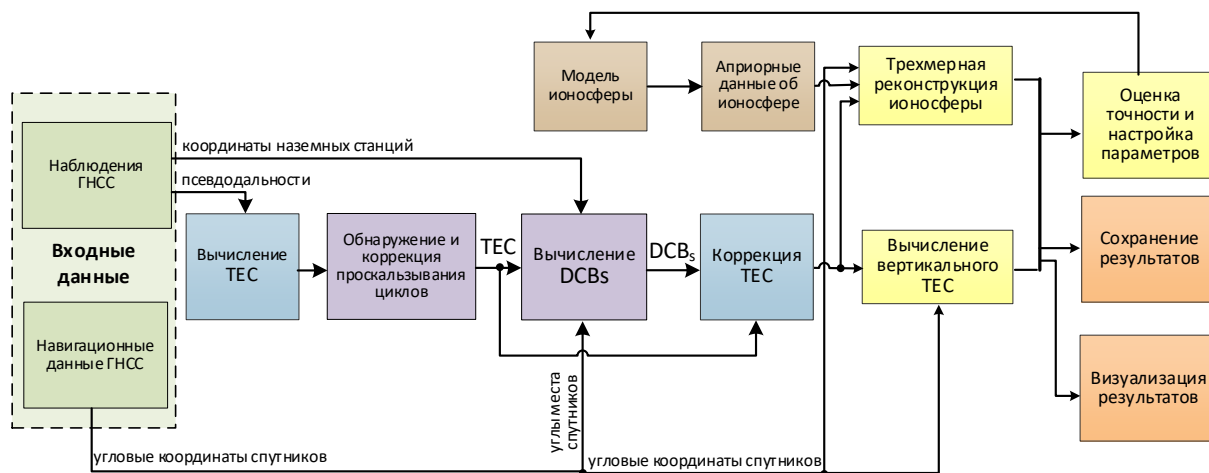 Модель
ионосферы
Априорные
данные об
ионосфере
Трехмерная
реконструкция
ионосферы
Оценка
точности и
настройка
параметров
Наблюдения
ГНСС
координаты наземных станций
псевдодальности
Входные
данные
Навигационные
данные ГНСС
Вычисление
TEC
Обнаружение и
коррекция
проскальзывания
циклов
TEC
Вычисление
DCBs
DCBs
Коррекция
TEC
Вычисление
вертикального
TEC
Сохранение
результатов
Визуализация
результатов
углы места
спутников
угловые координаты спутников
угловые координаты спутников